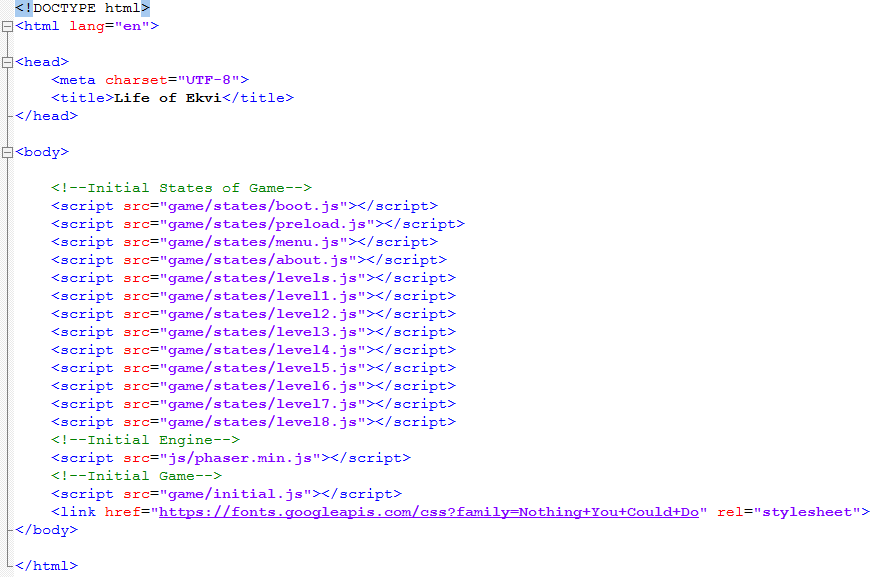 <!DOCTYPE html>
<html lang="en">
<head>
<meta charset="UTF-8">
<title>Life of Ekvi</title>
</head>
<body>
<!--Initial States of Game-->
<script src="game/states/boot.js"></script>
<script src="game/states/preload.js"></script>
<script src="game/states/menu.js"></script>
<script src="game/states/about.js"></script>
<script src="game/states/levels.js"></script>
<script src="game/states/level1.js"></script>
<script src="game/states/level2.js"></script>
<script src="game/states/level3.js"></script>
<script src="game/states/level4.js"></script>
<script src="game/states/level5.js"></script>
<script src="game/states/level6.js"></script>
<script src="game/states/level7.js"></script>
<script src="game/states/level8.js"></script>
<!--Initial Engine-->
<script src="js/phaser.min.js"></script>
<!--Initial Game-->
<script src="game/initial.js"></script>
<link href="https://fonts.googleapis.com/css?family=Nothing+You+Could+Do" rel="stylesheet">
</body>
</html>